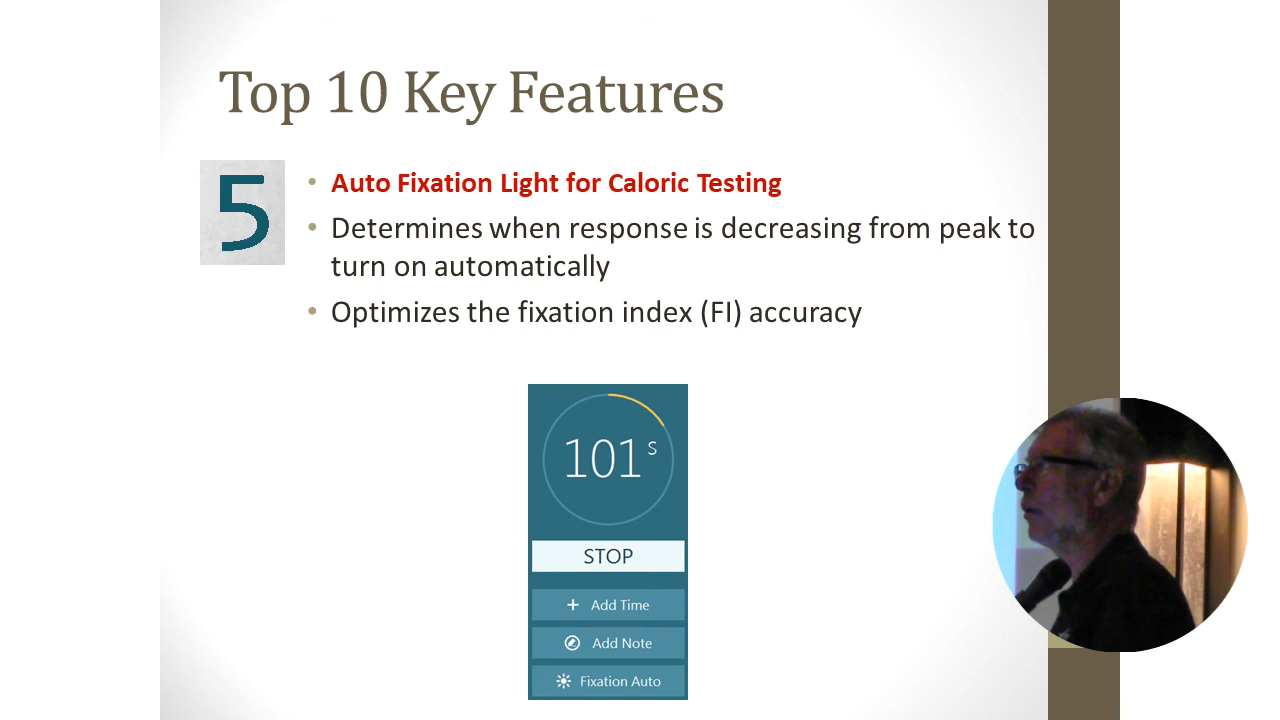 Top 10 Key Features
5
• Auto Fixation Light for Caloric Testing
• Determines when response is decreasing from peak to
turn on automatically
• Optimizes the fixation index (FI) accuracy
101 s
STOP
+ Add Time
Add Note
Fixation Auto